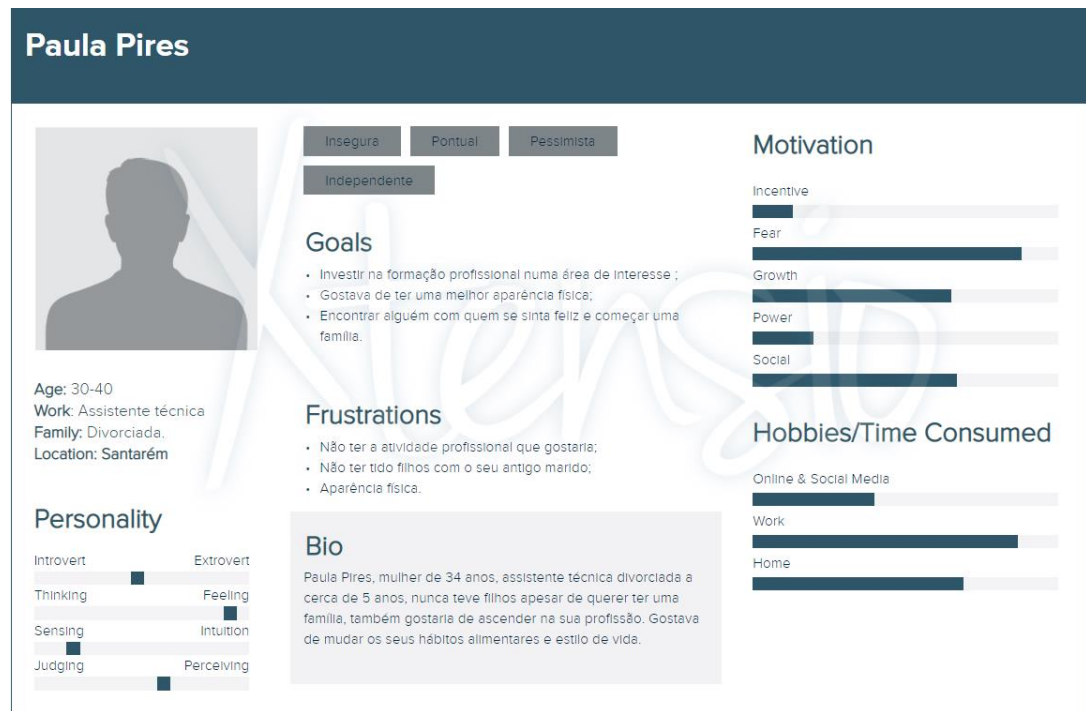 Paula Pires
Insegura
Pontual
Pessimista
Independente
Goals
• Investir na formação profissional numa área de interesse ;
• Gostava de ter uma melhor aparência física;
• Encontrar alguém com quem se sinta feliz e começar uma
família.
Age: 30-40
Work: Assistente técnica
Family: Divorciada.
Location: Santarém
Frustrations
• Não ter a atividade profissional que gostaria;
• Não ter tido filhos com o seu antigo marido;
• Aparência física.
Personality
Introvert Extrovert
Thinking Feeling
Sensing Intuition
Judging Perceiving
Bio
Paula Pires, mulher de 34 anos, assistente técnica divorciada a
cerca de 5 anos, nunca teve filhos apesar de querer ter uma
família, também gostaria de ascender na sua profissão. Gostava
de mudar os seus hábitos alimentares e estilo de vida.
Motivation
Incentive
Fear
Growth
Power
Social
Hobbies/Time Consumed
Online & Social Media
Work
Home
Xtensio